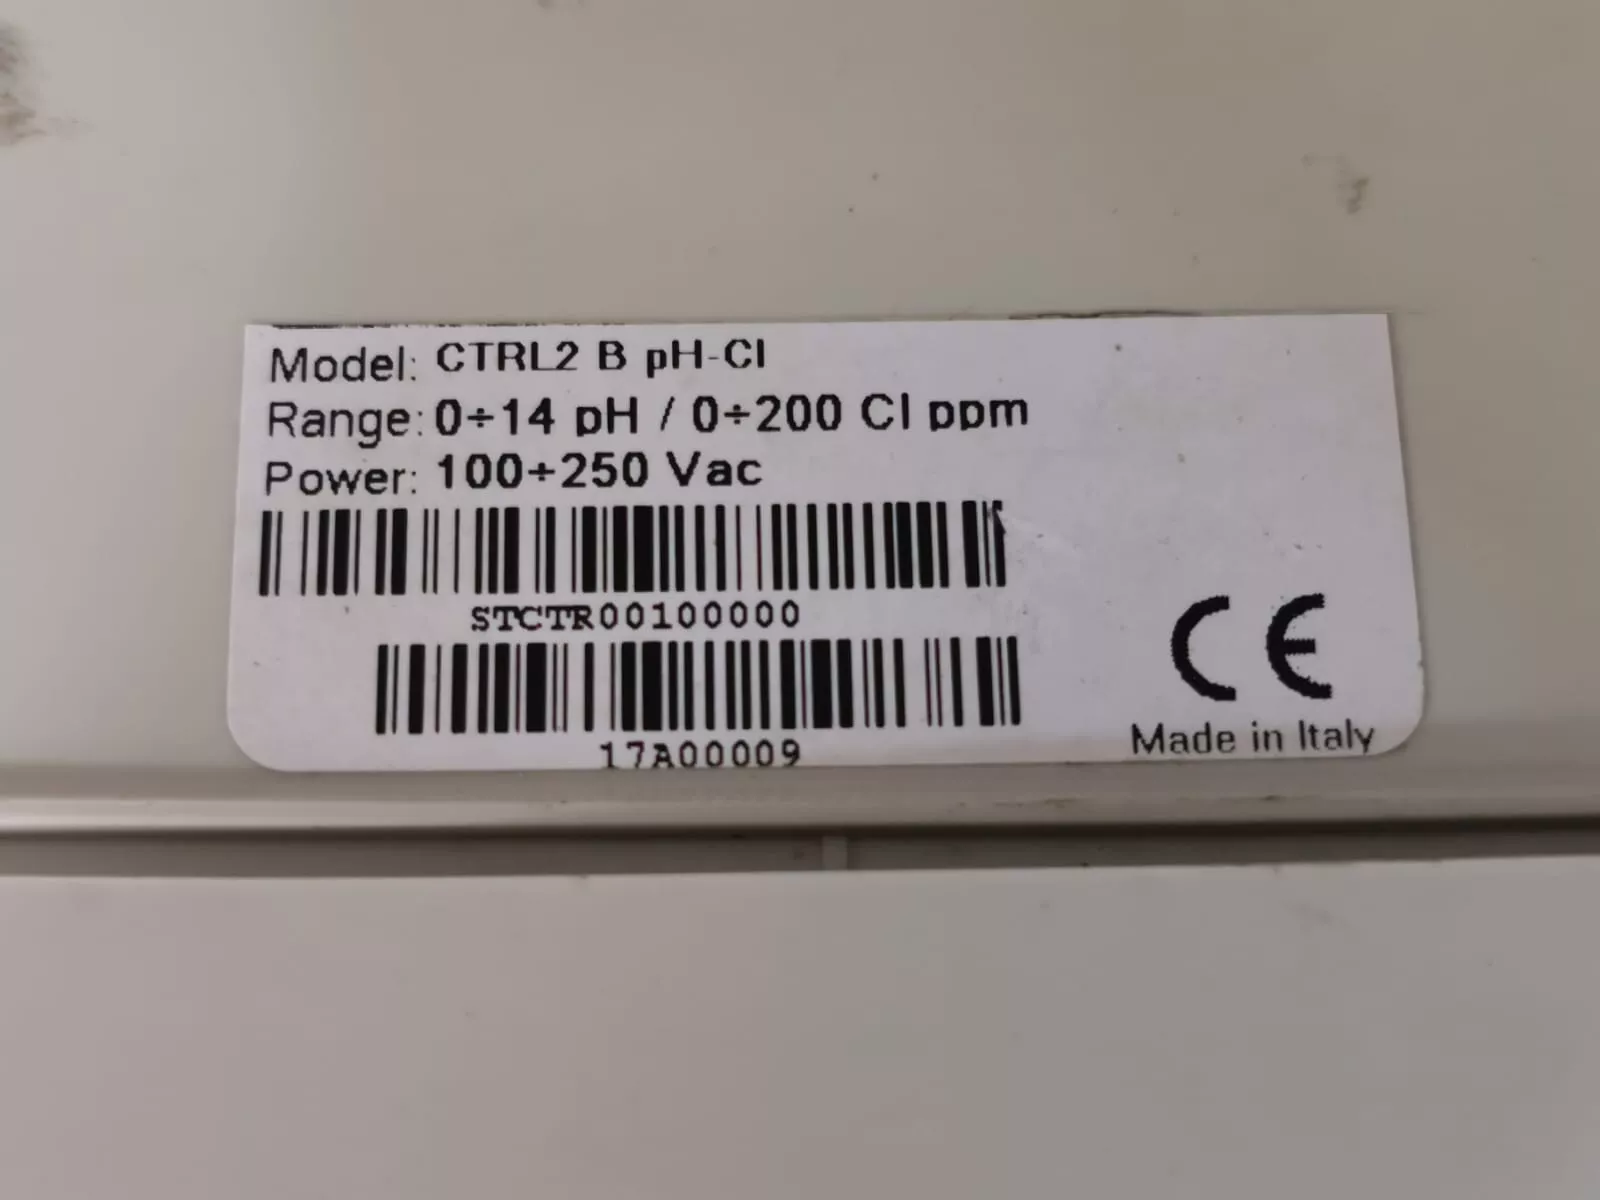 Model: CTRL2 B pH-Cl
Range: 0÷14 pH / 0÷200 Cl ppm
Power: 100÷250 Vac
STCTR00100000
17A00009
CE
Made in Italy